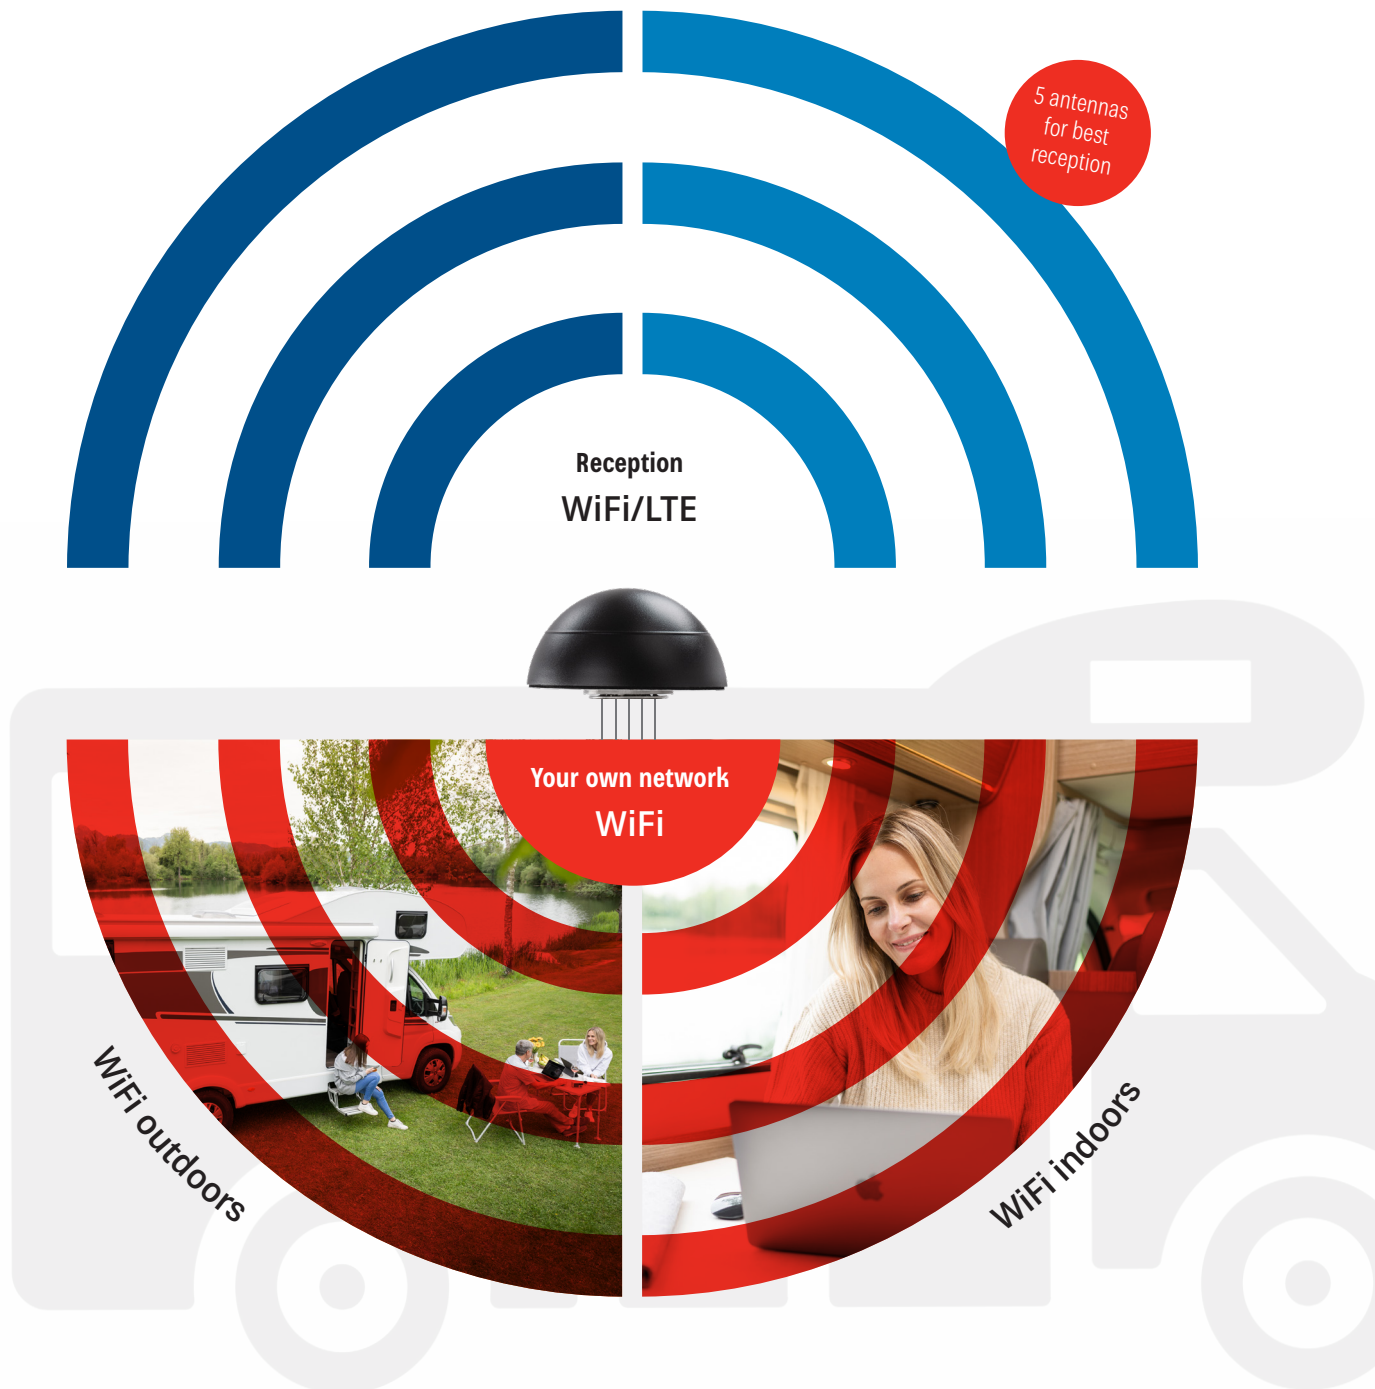 5 antennas
for best
reception
Reception
WiFi/LTE
Your own network
WiFi
WiFi outdoors
WiFi indoors